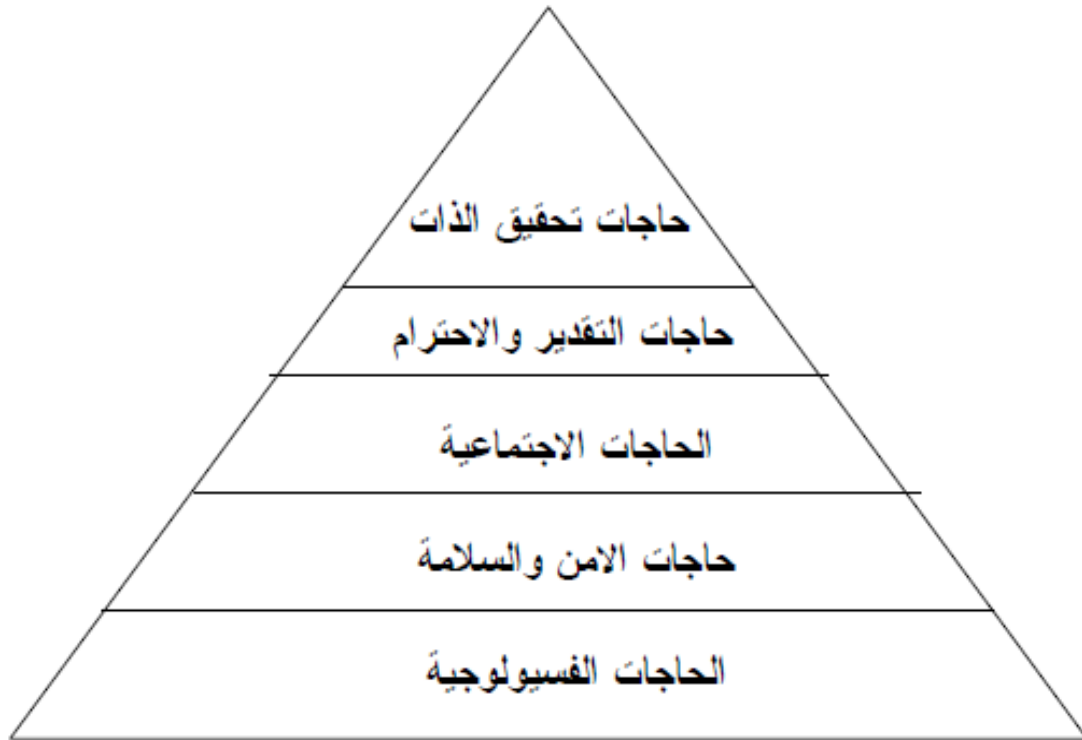 حاجات تحقيق الذات
حاجات التقدير والاحترام
الحاجات الاجتماعية
حاجات الامن والسلامة
الحاجات الفسيولوجية